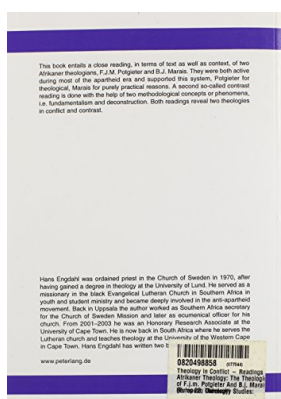 This book entails a close reading, in terms of text as well as context, of two
Afrikaner theologians, F.J.M. Potgieter and B.J. Marais. They were both active
during most of the apartheid era and supported this system, Potgieter for
theological, Marais for purely practical reasons. A second so-called contrast
reading is done with the help of two methodological concepts or phenomena,
i.e. fundamentalism and deconstruction. Both readings reveal two theologies
in conflict and contrast.
Hans Engdahl was ordained priest in the Church of Sweden in 1970, after
having gained a degree in theology at the University of Lund. He served as a
missionary in the black Evangelical Lutheran Church in Southern Africa in
youth and student ministry and became deeply involved in the anti-apartheid
movement. Back in Uppsala the author worked as Southern Africa secretary
for the Church of Sweden Mission and later as ecumenical officer for his
church. From 2001–2003 he was an Honorary Research Associate at the
University of Cape Town. He is now back in South Africa where he serves the
Lutheran church and teaches theology at the University of the Western Cape
in Cape Town. Hans Engdahl has written two b
www.peterlang.de
0820498858
Theology in Conflict – Readings
Afrikaner Theology: The Theologi
of F.j.m. Potgieter And B.j. Marai
Studies: